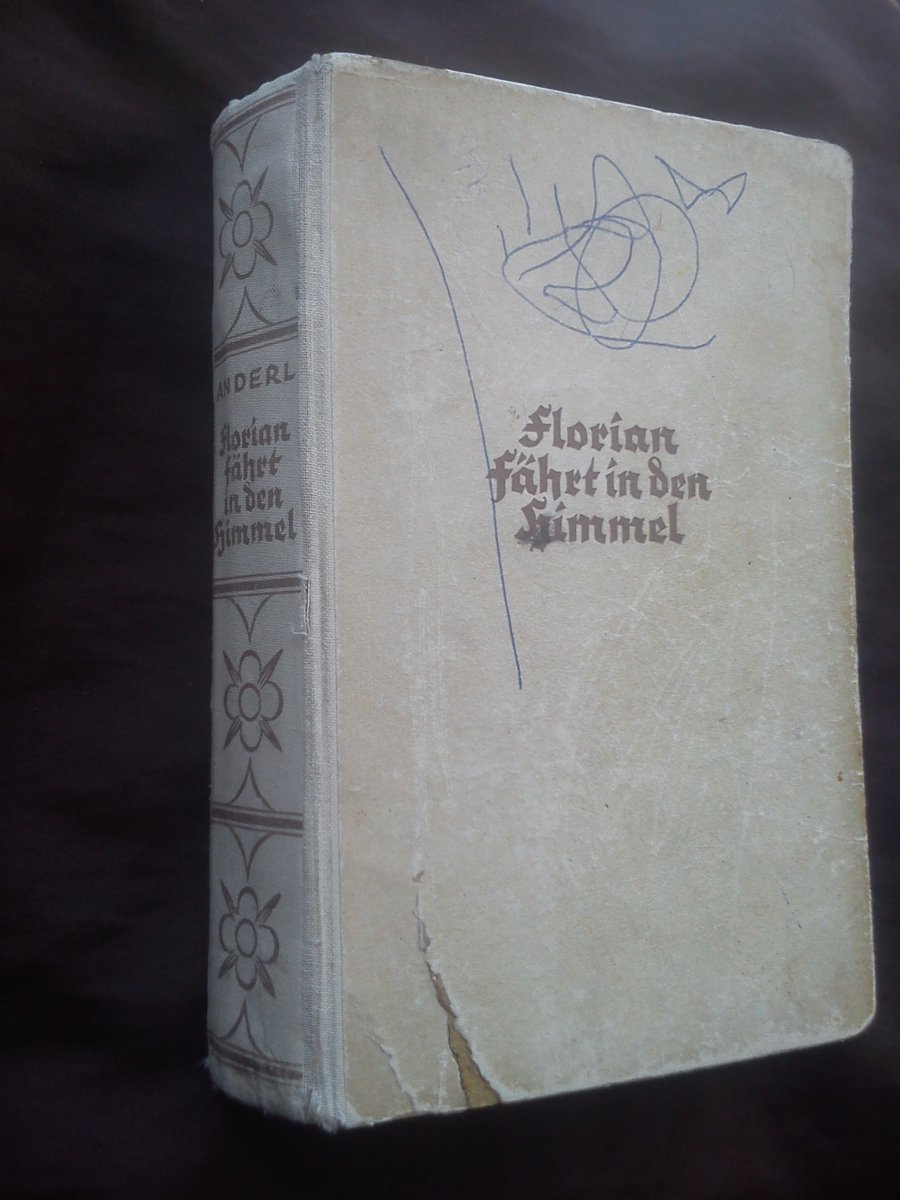 ANDERL
Florian
fährt
in den
Himmel
Florian
fährt in den
Himmel